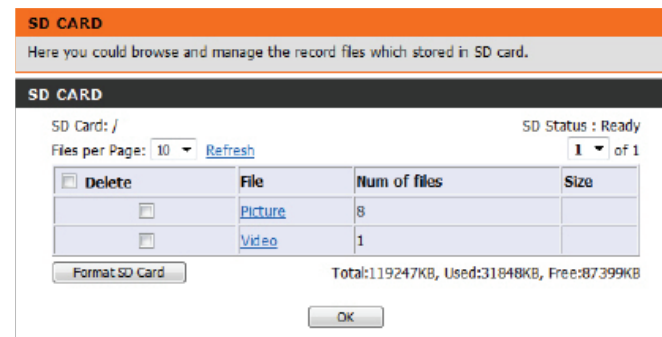 SD CARD
Here you could browse and manage the record files which stored in SD card.
SD CARD
SD Card: / SD Status : Ready
Files per Page: 10 Refresh 1 of 1
Delete File Num of files Size
Picture 8
Video 1
Format SD Card Total:119247KB, Used:31848KB, Free:87399KB
OK